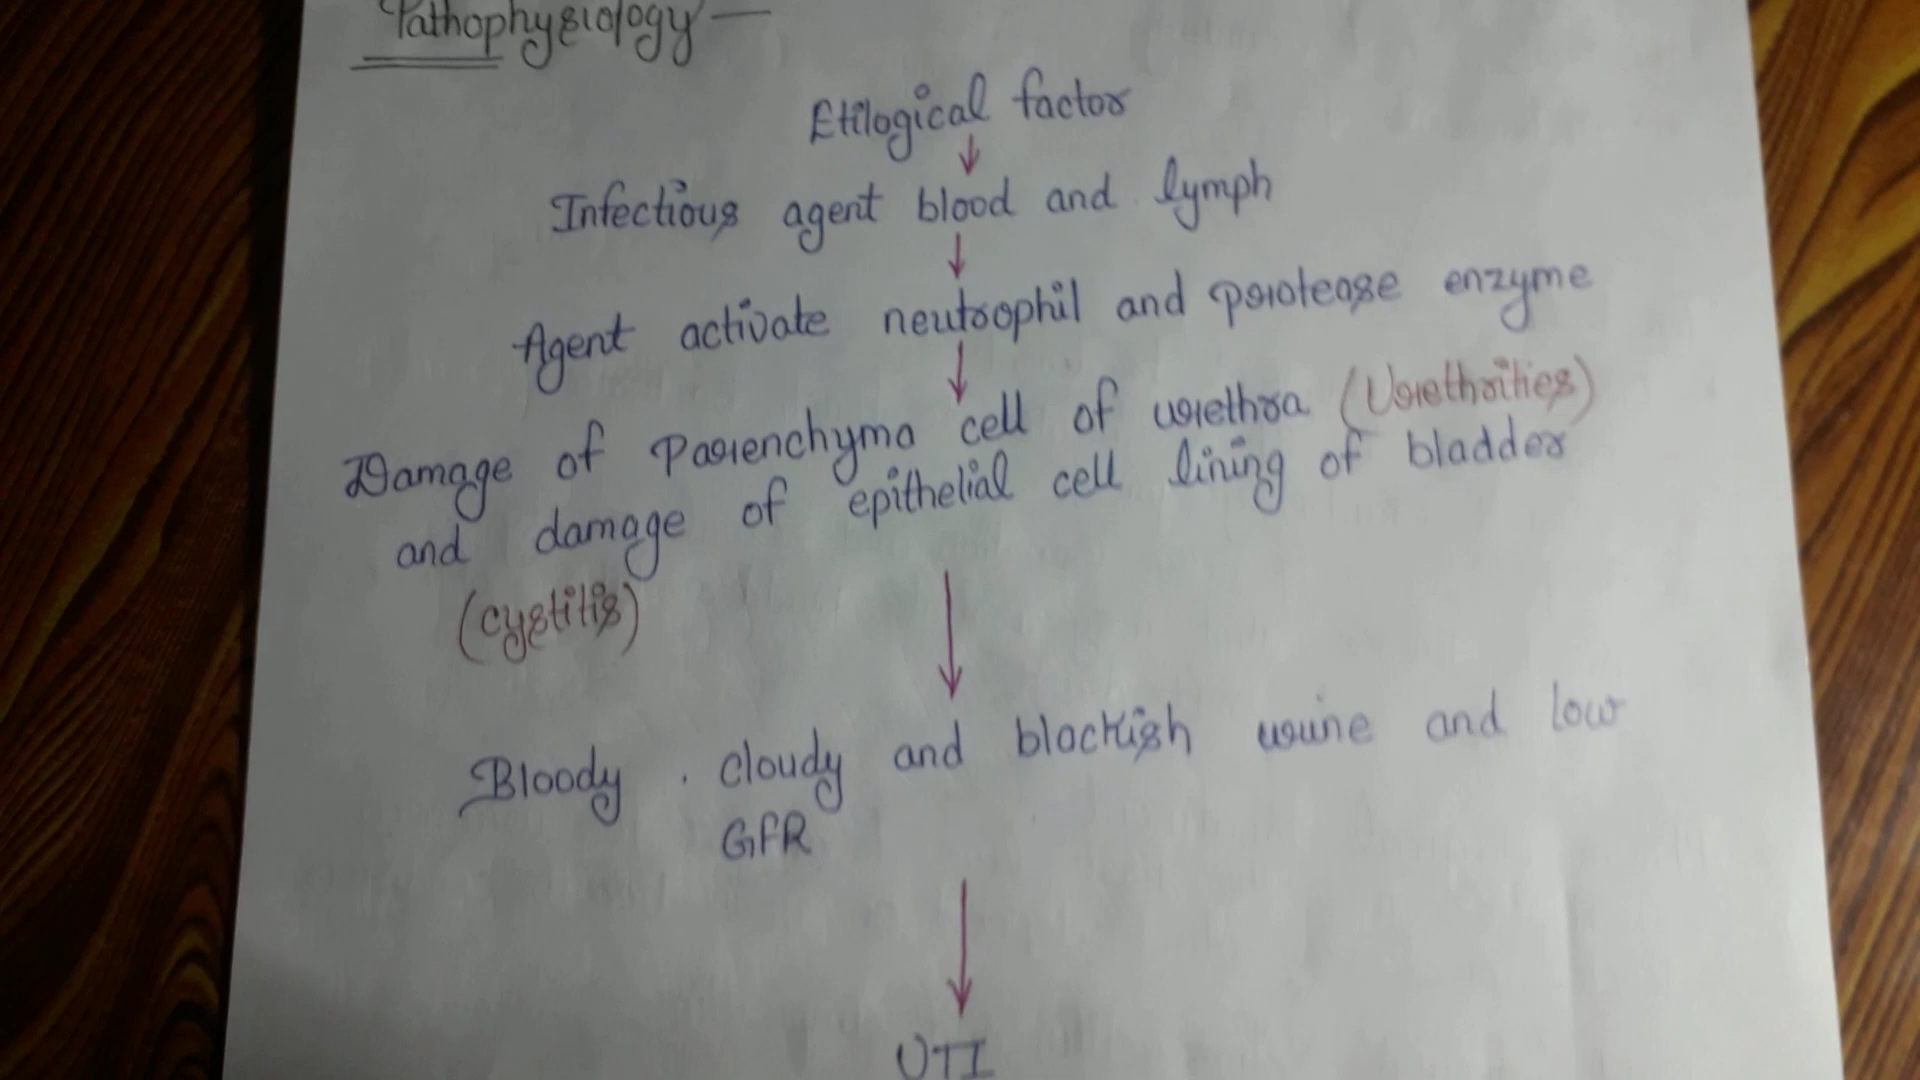 Pathophysiology —
Etilogical factor
↓
Infectious agent blood and lymph
↓
Agent activate neutrophil and protease enzyme
↓
Damage of Parenchyma cell of urethra (Urethrities)
and damage of epithelial cell lining of bladder
(cystitis)
↓
Bloody . cloudy and blackish urine and low
GFR
↓
UTI